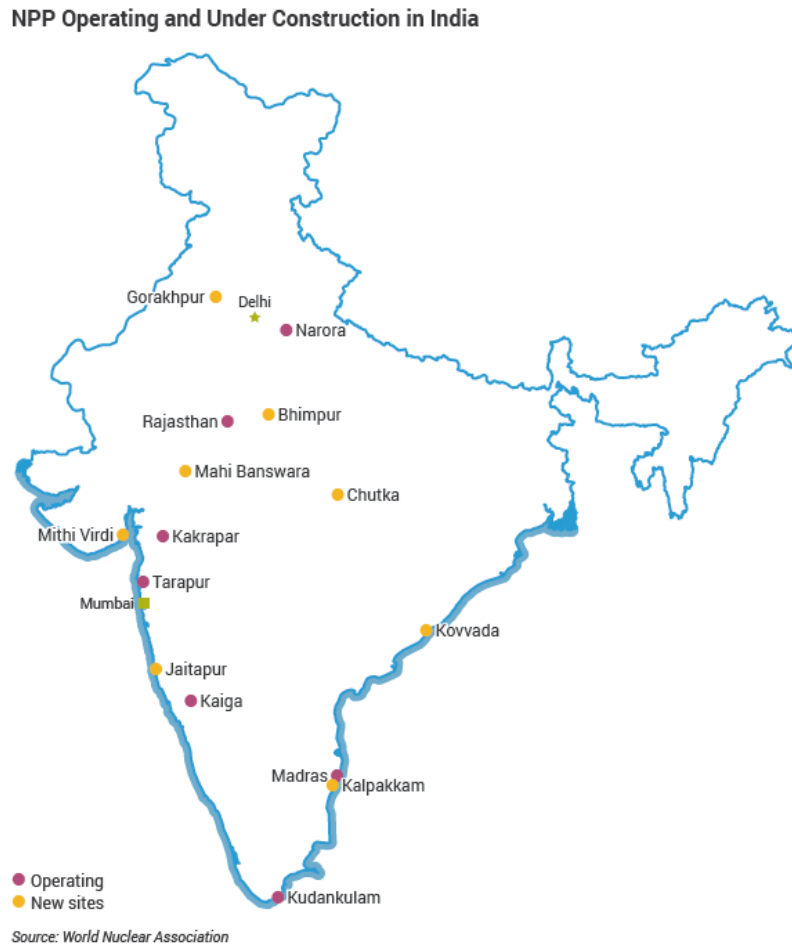 NPP Operating and Under Construction in India
Gorakhpur
Delhi
Narora
Rajasthan
Bhimpur
Mahi Banswara
Chutka
Mithi Virdi
Kakrapar
Tarapur
Mumbai
Kovvada
Jaitapur
Kaiga
Madras
Kalpakkam
Operating
New sites
Kudankulam
Source: World Nuclear Association